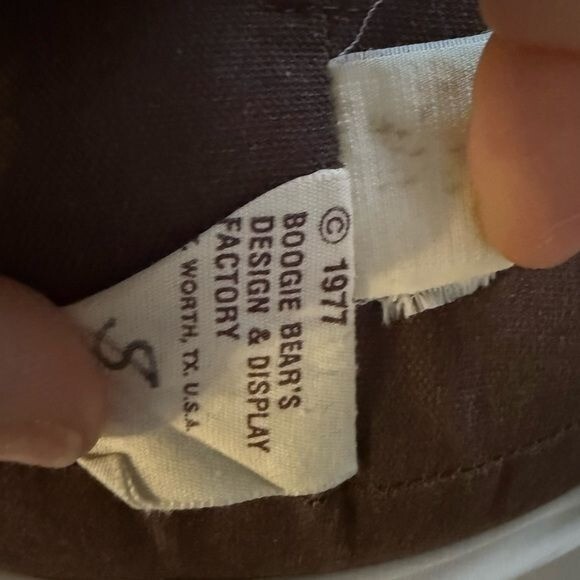 © 1977
BOOGIE BEAR'S
DESIGN & DISPLAY
FACTORY
WORTH, TX. U.S.A.
S